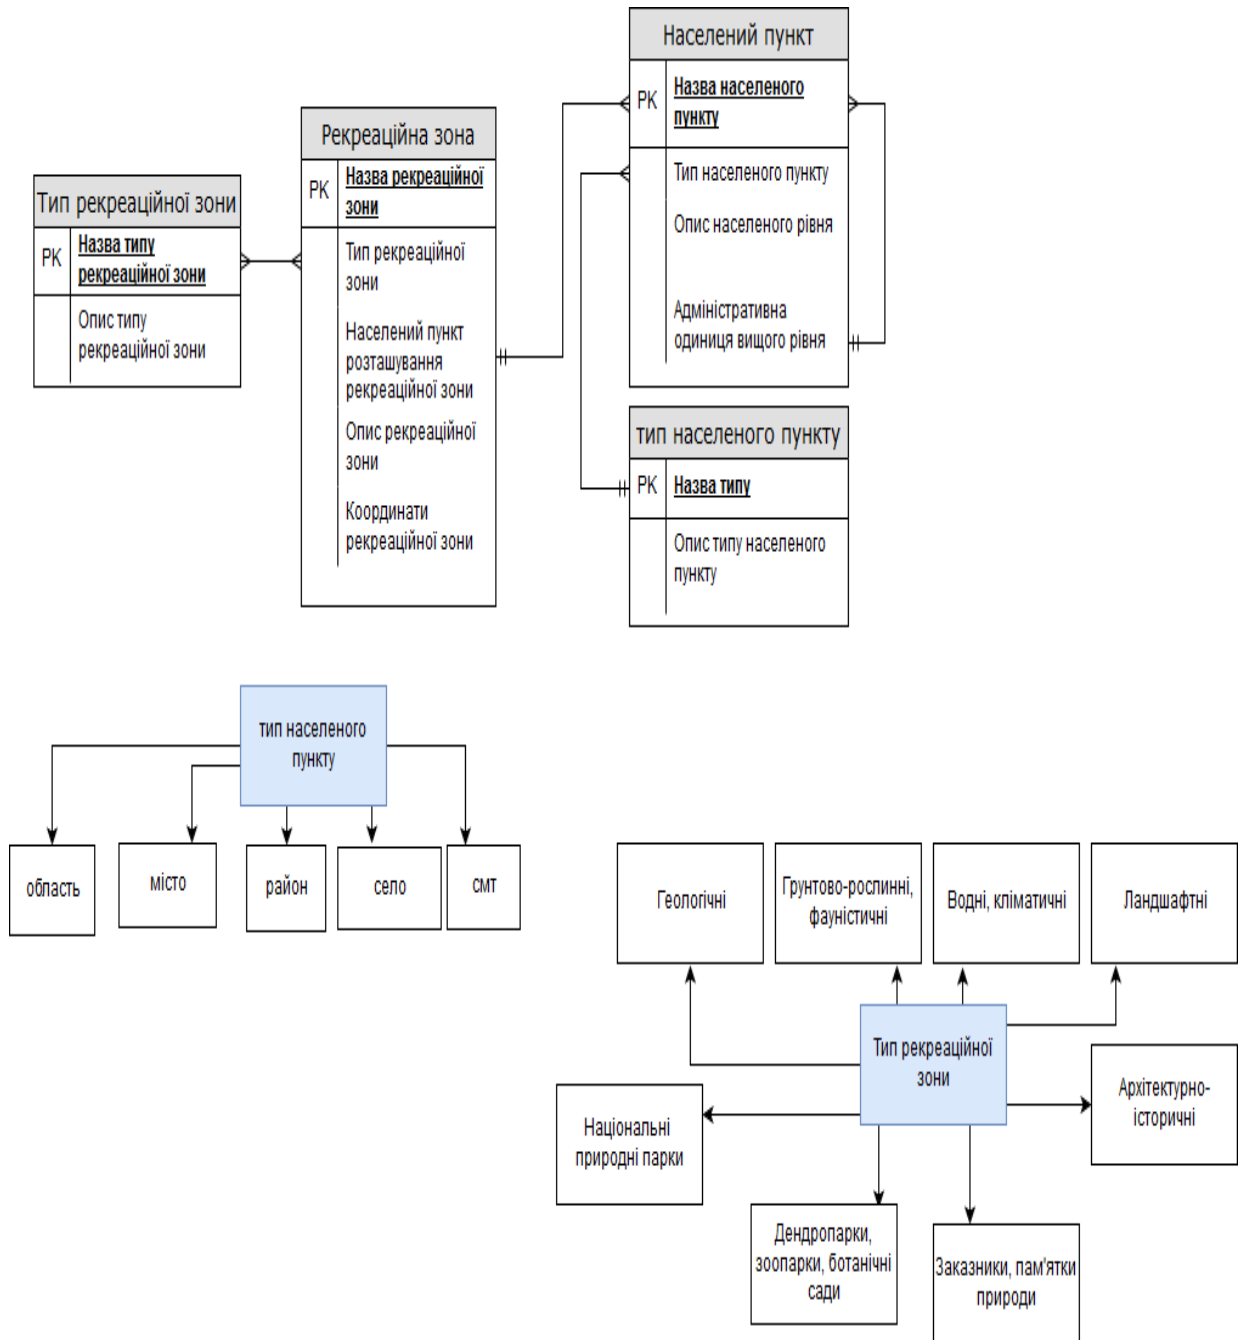 Населений пункт
PK
Назва населеного
пункту
Тип населеного пункту
Опис населеного рівня
Адміністративна
одиниця вищого рівня
Рекреаційна зона
PK
Назва рекреаційної
зони
Тип рекреаційної
зони
Населений пункт
розташування
рекреаційної зони
Опис рекреаційної
зони
Координати
рекреаційної зони
Тип рекреаційної зони
PK
Назва типу
рекреаційної зони
Опис типу
рекреаційної зони
тип населеного пункту
PK
Назва типу
Опис типу населеного
пункту
тип населеного
пункту
область
місто
район
село
смт
Геологічні
Грунтово-роспинні,
фауністичні
Водні, кліматичні
Ландшафтні
Тип рекреаційної
зони
Архітектурно-
історичні
Національні
природні парки
Дендропарки,
зоопарки, ботанічні
сади
Заказники, пам'ятки
природи